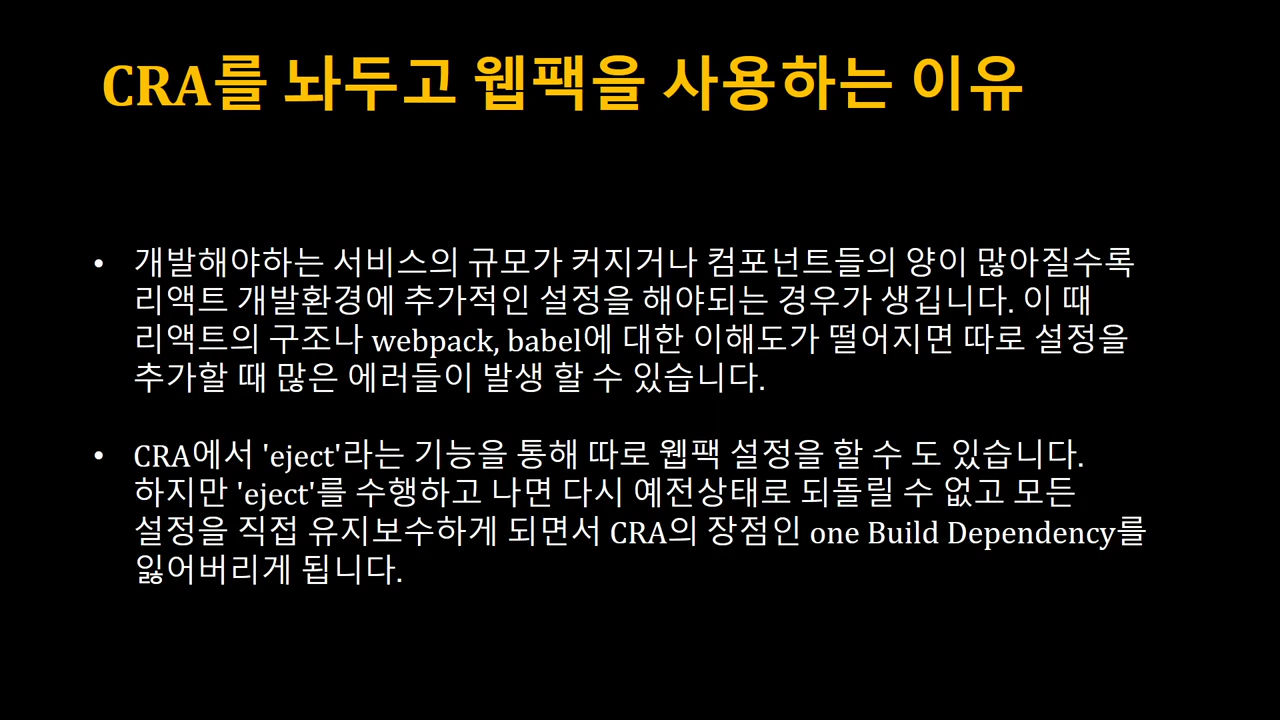 CRA를 놔두고 웹팩을 사용하는 이유
• 개발해야하는 서비스의 규모가 커지거나 컴포넌트들의 양이 많아질수록
리액트 개발환경에 추가적인 설정을 해야되는 경우가 생깁니다. 이 때
리액트의 구조나 webpack, babel에 대한 이해도가 떨어지면 따로 설정을
추가할 때 많은 에러들이 발생 할 수 있습니다.
• CRA에서 'eject'라는 기능을 통해 따로 웹팩 설정을 할 수 도 있습니다.
하지만 'eject'를 수행하고 나면 다시 예전상태로 되돌릴 수 없고 모든
설정을 직접 유지보수하게 되면서 CRA의 장점인 one Build Dependency를
잃어버리게 됩니다.